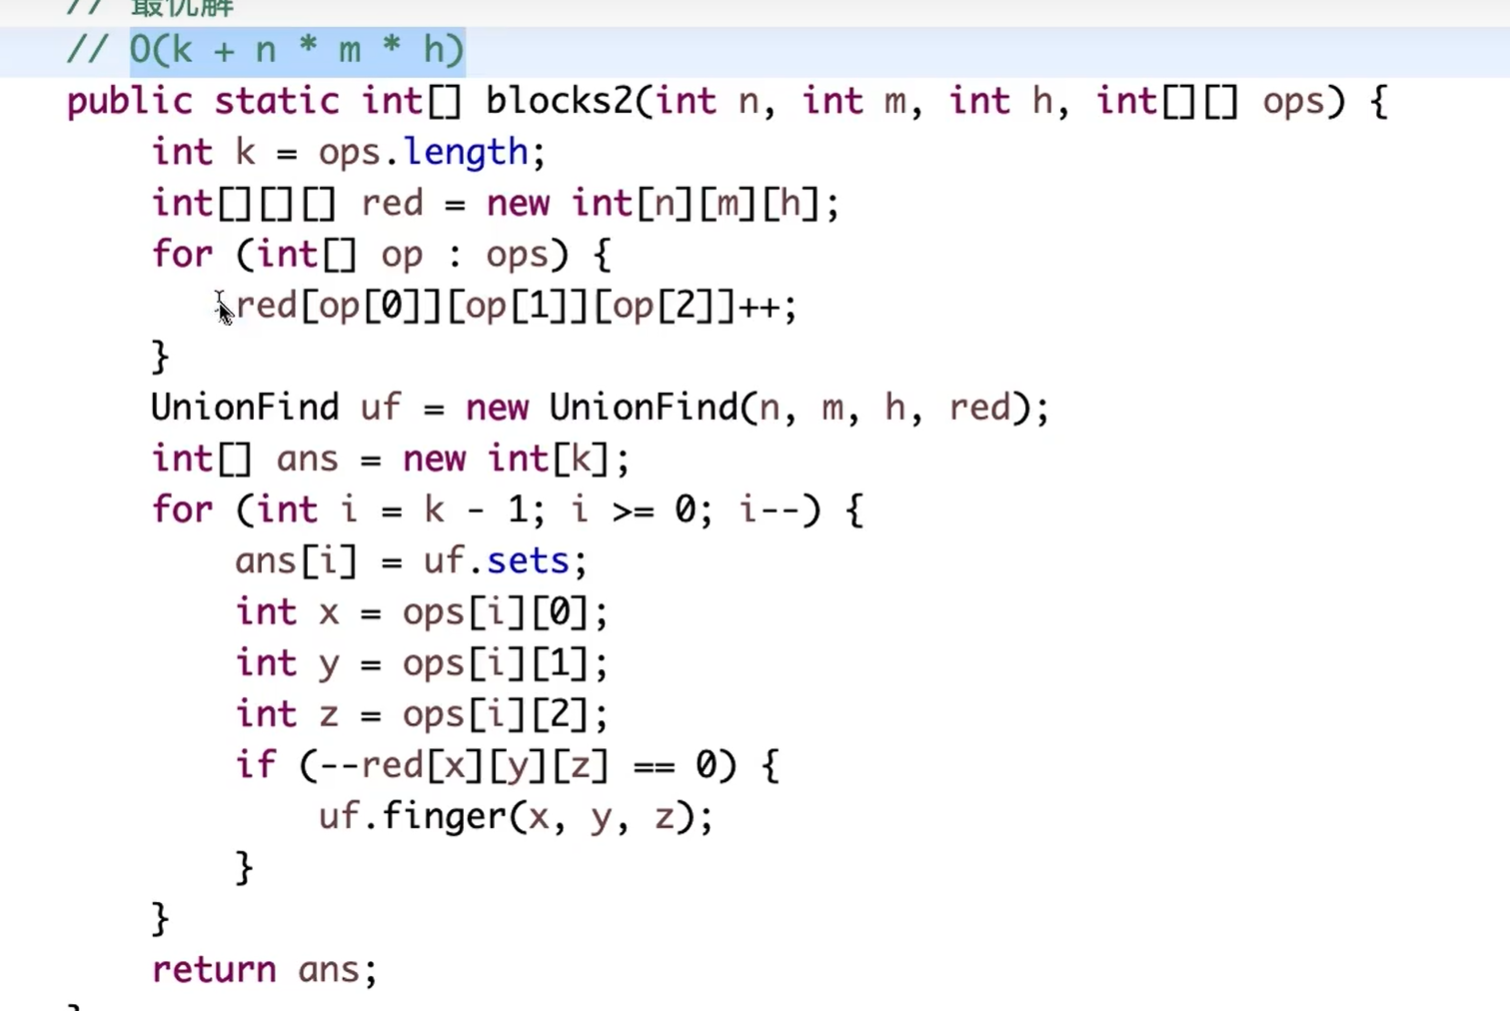 // 最优解
// O(k + n * m * h)
public static int[] blocks2(int n, int m, int h, int[][] ops) {
int k = ops.length;
int[][][] red = new int[n][m][h];
for (int[] op : ops) {
red[op[0]][op[1]][op[2]]++;
}
UnionFind uf = new UnionFind(n, m, h, red);
int[] ans = new int[k];
for (int i = k - 1; i >= 0; i--) {
ans[i] = uf.sets;
int x = ops[i][0];
int y = ops[i][1];
int z = ops[i][2];
if (--red[x][y][z] == 0) {
uf.finger(x, y, z);
}
}
return ans;
}